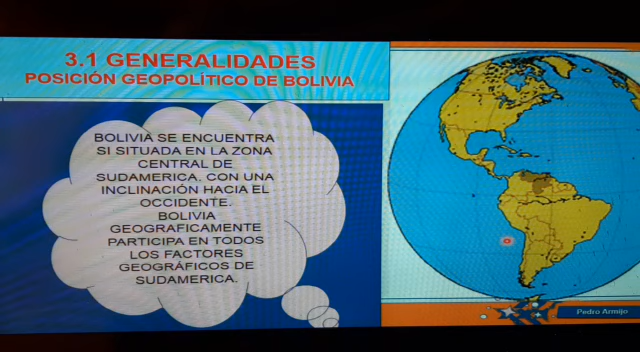 3.1 GENERALIDADES
POSICIÓN GEOPOLÍTICO DE BOLIVIA
BOLIVIA SE ENCUENTRA
SI SITUADA EN LA ZONA
CENTRAL DE
SUDAMERICA. CON UNA
INCLINACIÓN HACIA EL
OCCIDENTE.
BOLIVIA
GEOGRAFICAMENTE
PARTICIPA EN TODOS
LOS FACTORES
GEOGRÁFICOS DE
SUDAMERICA.
Pedro Armijo